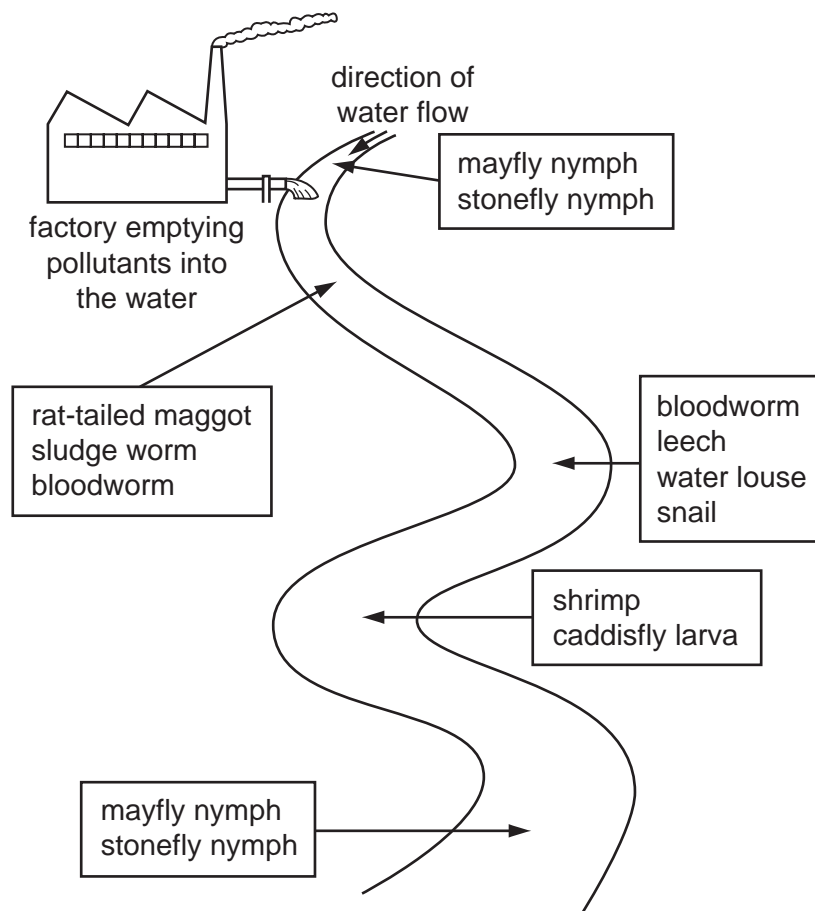 direction of
water flow
mayfly nymph
stonefly nymph
factory emptying
pollutants into
the water
rat-tailed maggot
sludge worm
bloodworm
bloodworm
leech
water louse
snail
shrimp
caddisfly larva
mayfly nymph
stonefly nymph